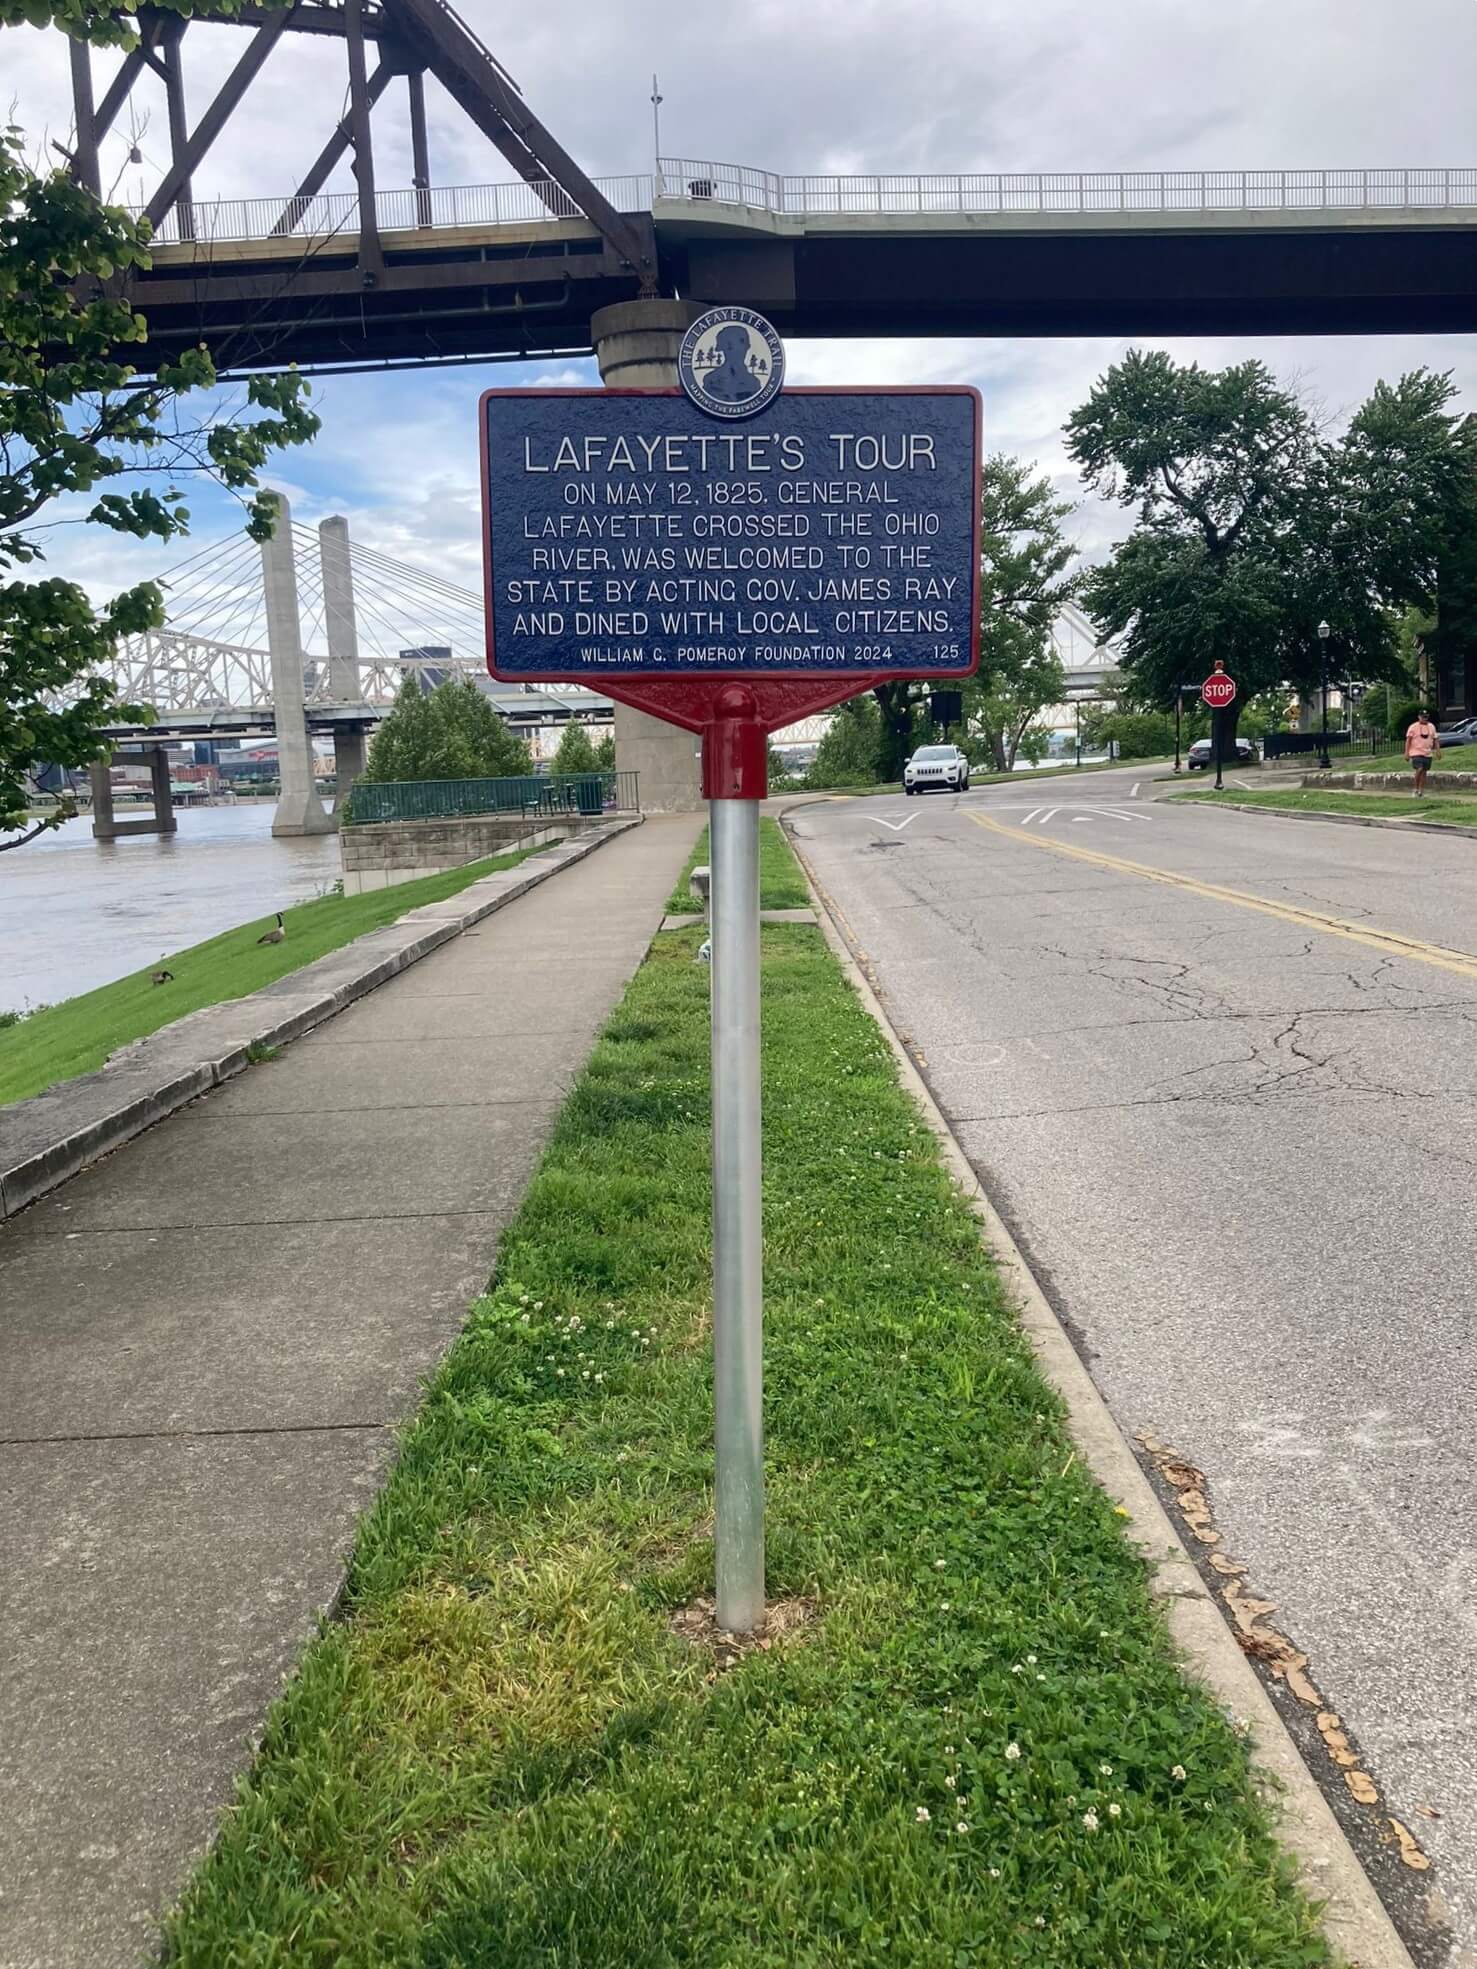 THE LAFAYETTE TRAIL
MAPPING THE FAREWELL TOUR
LAFAYETTE'S TOUR
ON MAY 12, 1825, GENERAL
LAFAYETTE CROSSED THE OHIO
RIVER, WAS WELCOMED TO THE
STATE BY ACTING GOV. JAMES RAY
AND DINED WITH LOCAL CITIZENS.
WILLIAM G. POMEROY FOUNDATION 2024 125
STOP